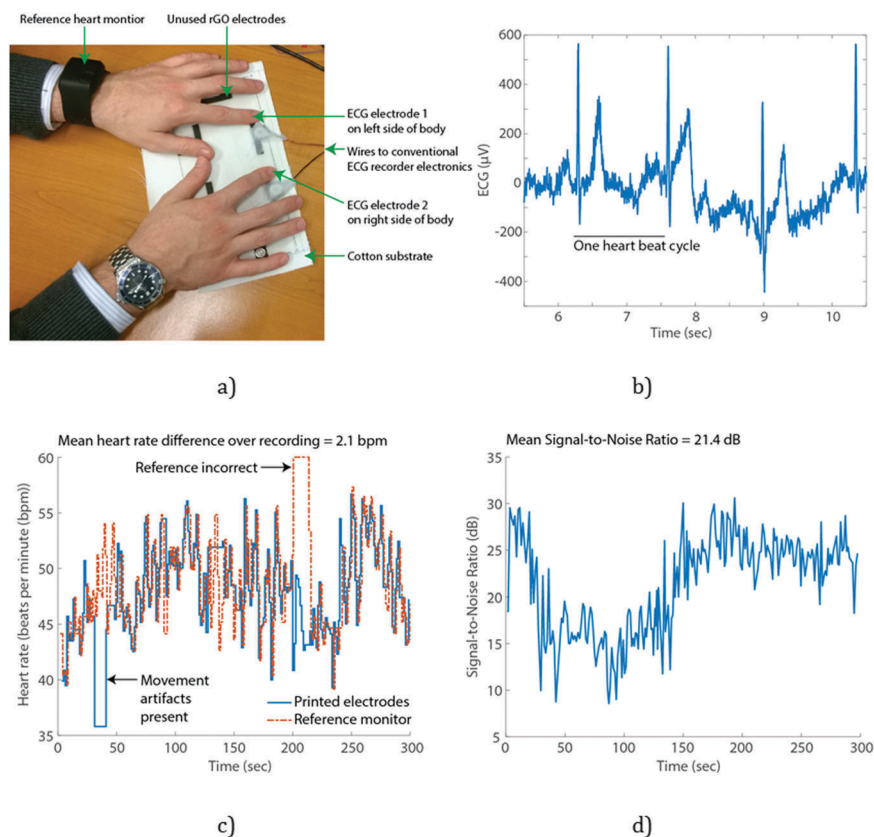 Reference heart montior
Unused rGO electrodes
ECG electrode 1
on left side of body
Wires to conventional
ECG recorder electronics
ECG electrode 2
on right side of body
Cotton substrate
a)
600
400
200
0
-200
-400
ECG (µV)
One heart beat cycle
6 7 8 9 10
Time (sec)
b)
Mean heart rate difference over recording = 2.1 bpm
60
55
50
45
40
35
Heart rate (beats per minute (bpm))
Reference incorrect
Movement
artifacts
present
Printed electrodes
Reference monitor
0 50 100 150 200 250 300
Time (sec)
c)
Mean Signal-to-Noise Ratio = 21.4 dB
35
30
25
20
15
10
5
Signal-to-Noise Ratio (dB)
0 50 100 150 200 250 300
Time (sec)
d)